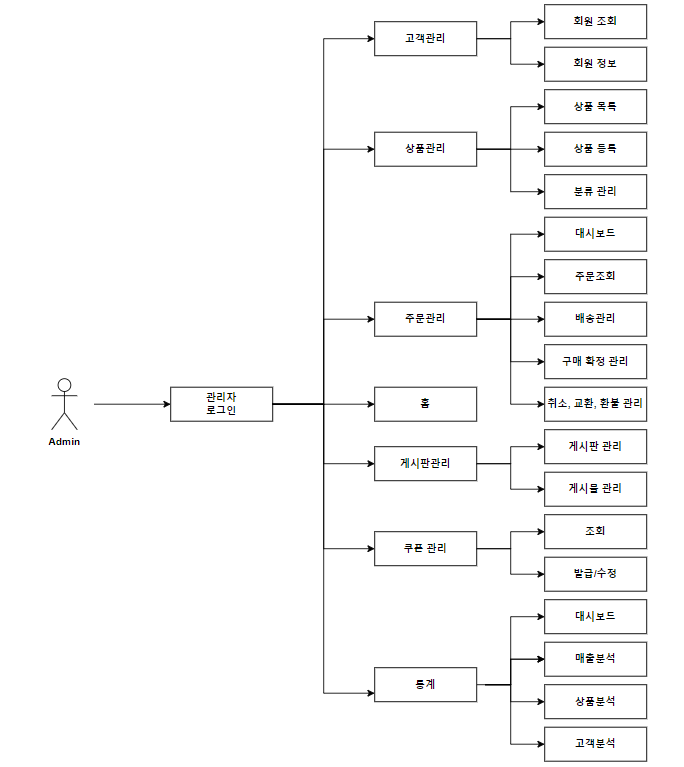 Admin
관리자
로그인
고객관리
회원 조회
회원 정보
상품관리
상품 목록
상품 등록
분류 관리
주문관리
대시보드
주문조회
배송관리
구매 확정 관리
취소, 교환, 환불 관리
홈
게시판관리
게시판 관리
게시물 관리
쿠폰 관리
조회
발급/수정
통계
대시보드
매출분석
상품분석
고객분석